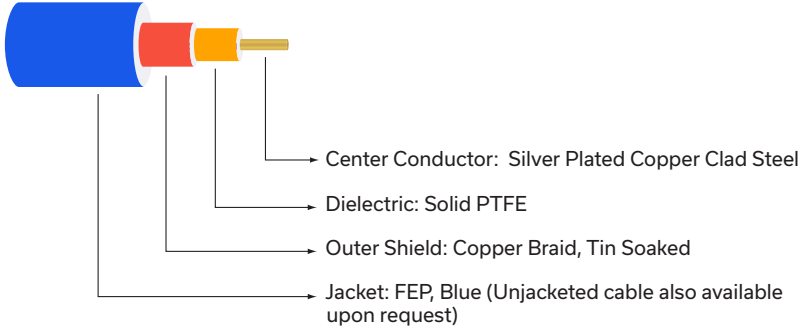 Center Conductor: Silver Plated Copper Clad Steel
Dielectric: Solid PTFE
Outer Shield: Copper Braid, Tin Soaked
Jacket: FEP, Blue (Unjacketed cable also available
upon request)